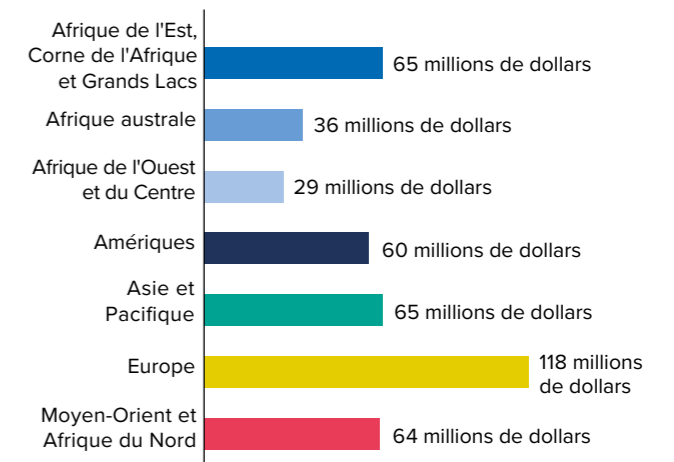 Afrique de l'Est,
Corne de l'Afrique
et Grands Lacs
65 millions de dollars
Afrique australe
36 millions de dollars
Afrique de l'Ouest
et du Centre
29 millions de dollars
Amériques
60 millions de dollars
Asie et
Pacifique
65 millions de dollars
Europe
118 millions
de dollars
Moyen-Orient et
Afrique du Nord
64 millions de dollars